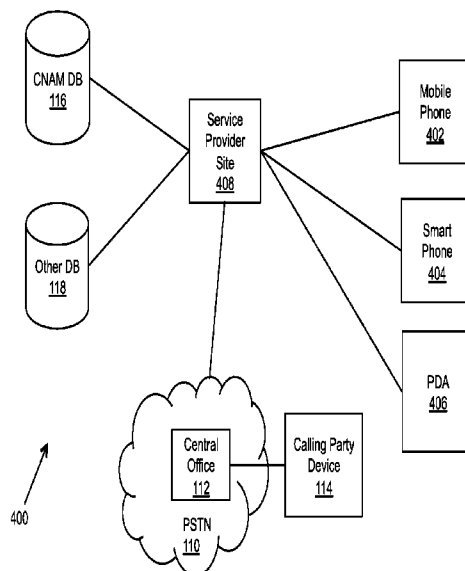 CNAM DB
116
Service
Provider
Site
408
Mobile
Phone
402
Other DB
118
Smart
Phone
404
PDA
406
Central
Office
112
Calling Party
Device
114
PSTN
110
400